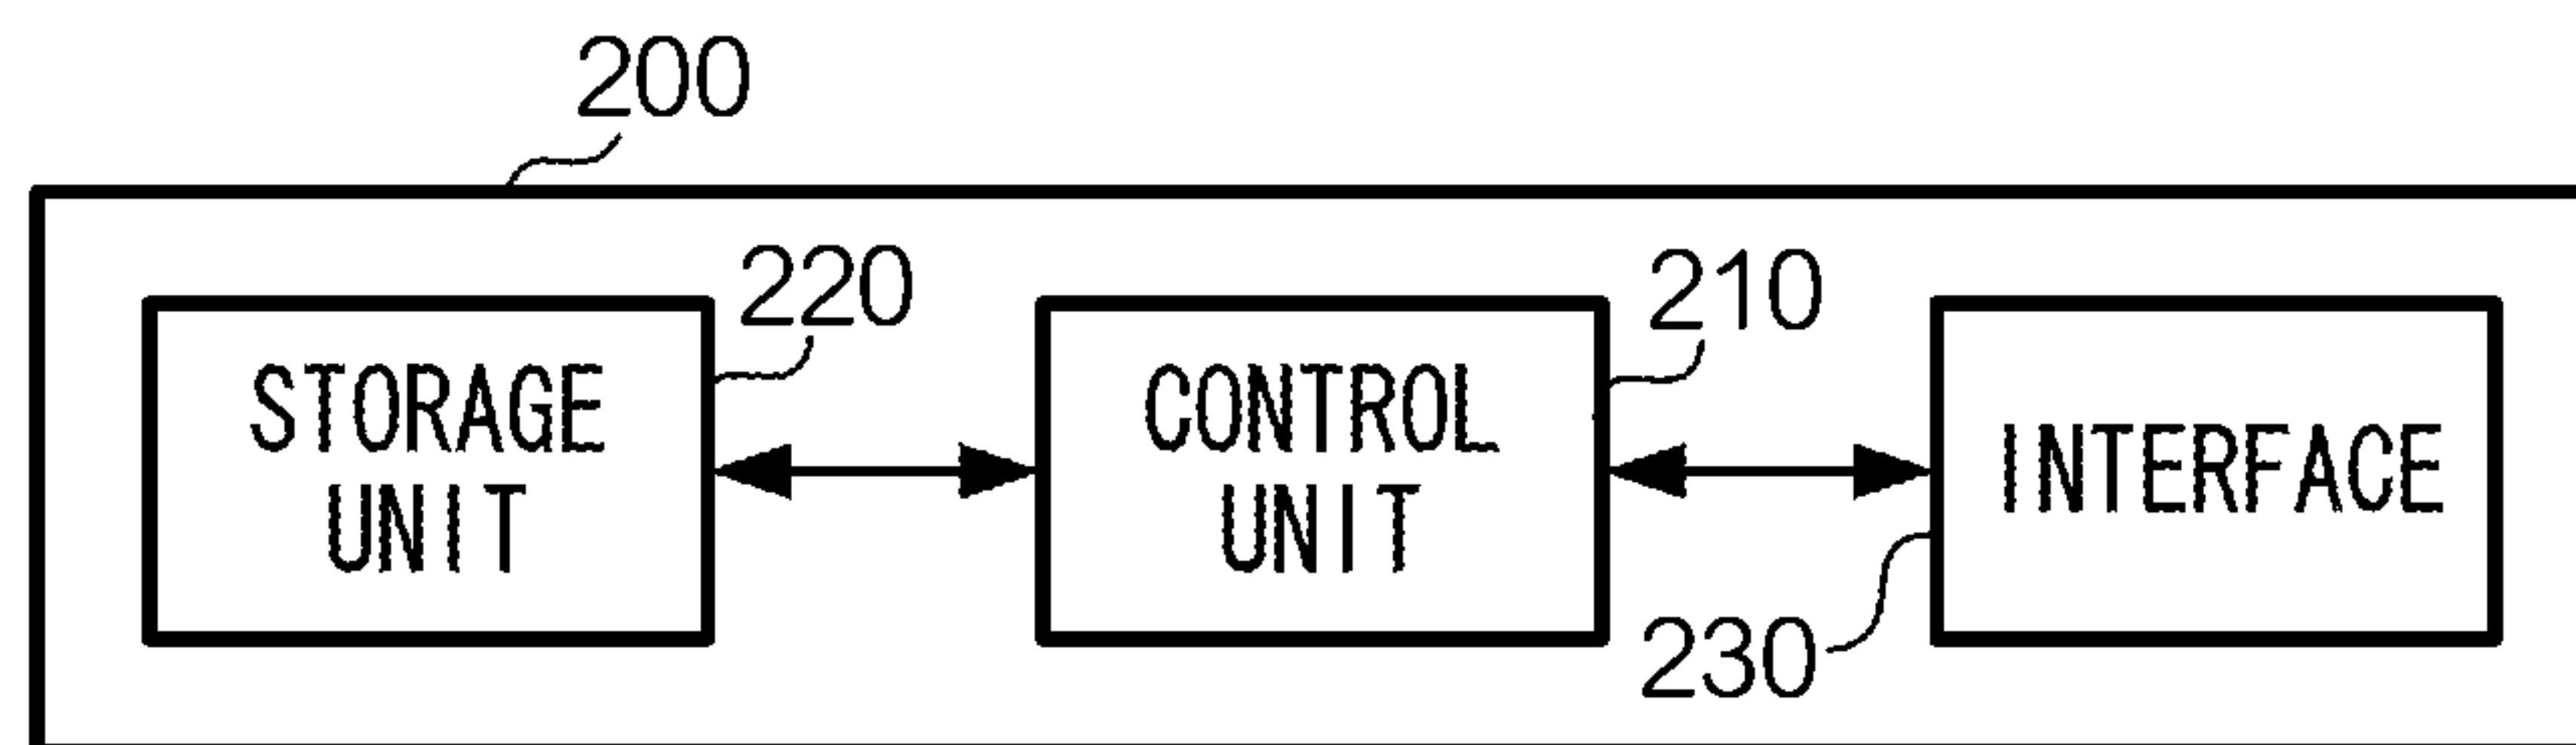 200
220
210
STORAGE
UNIT
CONTROL
UNIT
INTERFACE
230